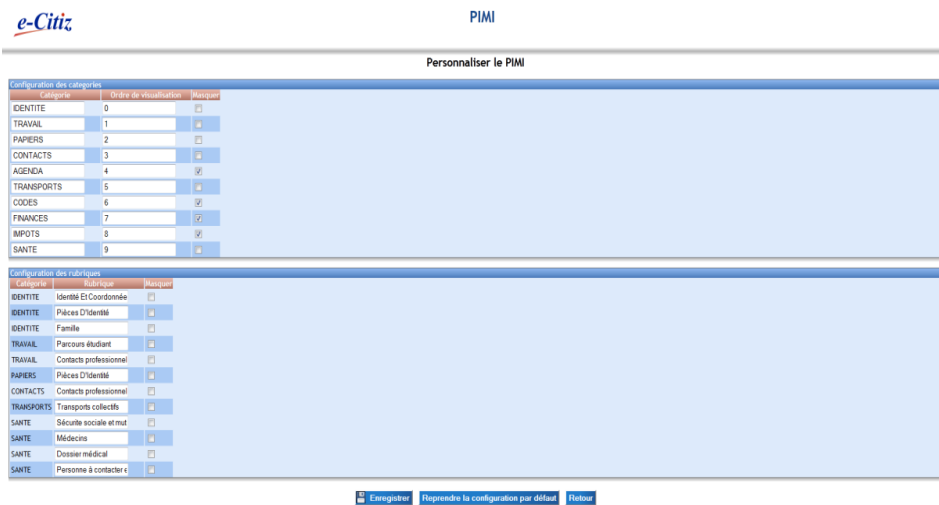 e-Citiz
PIMI
Personnaliser le PIMI
Configuration des categories
Catégorie Ordre de visualisation Masquer
IDENTITE 0
TRAVAIL 1
PAPIERS 2
CONTACTS 3
AGENDA 4
TRANSPORTS 5
CODES 6
FINANCES 7
IMPOTS 8
SANTE 9
Configuration des rubriques
Catégorie Rubrique Masquer
IDENTITE Identité Et Coordonnée
IDENTITE Pièces D'Identité
IDENTITE Famille
TRAVAIL Parcours étudiant
TRAVAIL Contacts professionnel
PAPIERS Pièces D'Identité
CONTACTS Contacts professionnel
TRANSPORTS Transports collectifs
SANTE Sécurite sociale et mut
SANTE Médecins
SANTE Dossier médical
SANTE Personne à contacter e
Enregistrer Reprendre la configuration par défaut Retour